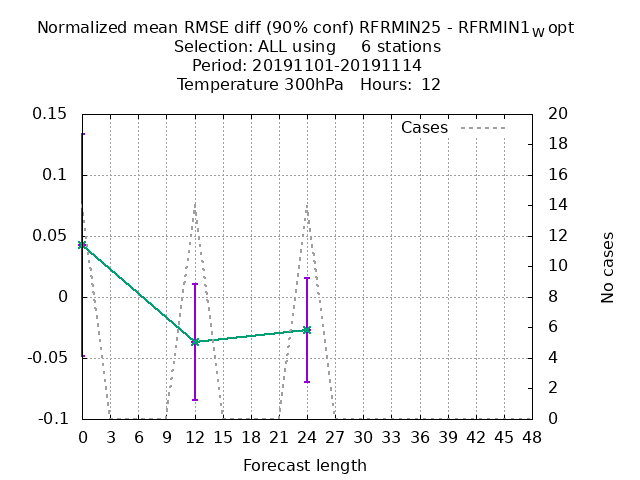 Normalized mean RMSE diff (90% conf) RFRMIN25 - RFRMIN1wopt
Selection: ALL using 6 stations
Period: 20191101-20191114
Temperature 300hPa Hours: 12
Cases
0.15
0.1
0.05
0
-0.05
-0.1
20
18
16
14
12
10
8
6
4
2
0
No cases
0 3 6 9 12 15 18 21 24 27 30 33 36 39 42 45 48
Forecast length